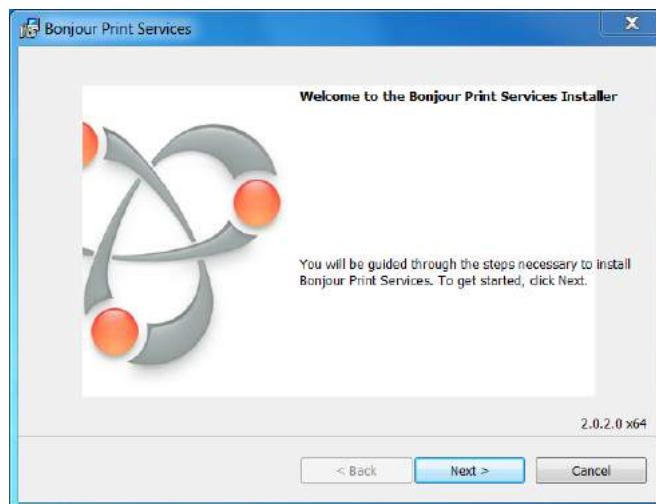 Bonjour Print Services
Welcome to the Bonjour Print Services Installer
You will be guided through the steps necessary to install
Bonjour Print Services. To get started, click Next.
2.0.2.0 x64
< Back
Next >
Cancel